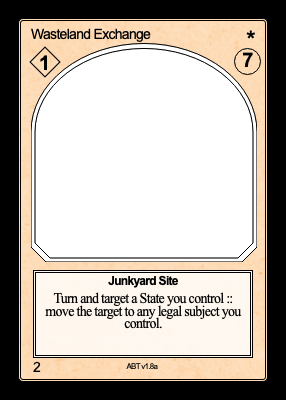 Wasteland Exchange *
1 7
Junkyard Site
Turn and target a State you control ::
move the target to any legal subject you
control.
2 ABT v1.8a